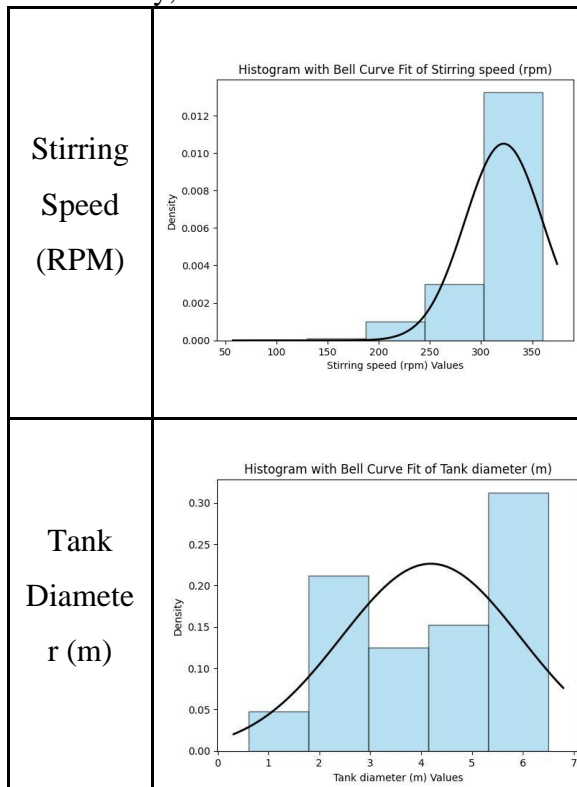 Stirring
Speed
(RPM)
Histogram with Bell Curve Fit of Stirring speed (rpm)
Density
0.012
0.010
0.008
0.006
0.004
0.002
0.000
50 100 150 200 250 300 350
Stirring speed (rpm) Values
Tank
Diamete
r (m)
Histogram with Bell Curve Fit of Tank diameter (m)
Density
0.30
0.25
0.20
0.15
0.10
0.05
0.00
0 1 2 3 4 5 6 7
Tank diameter (m) Values